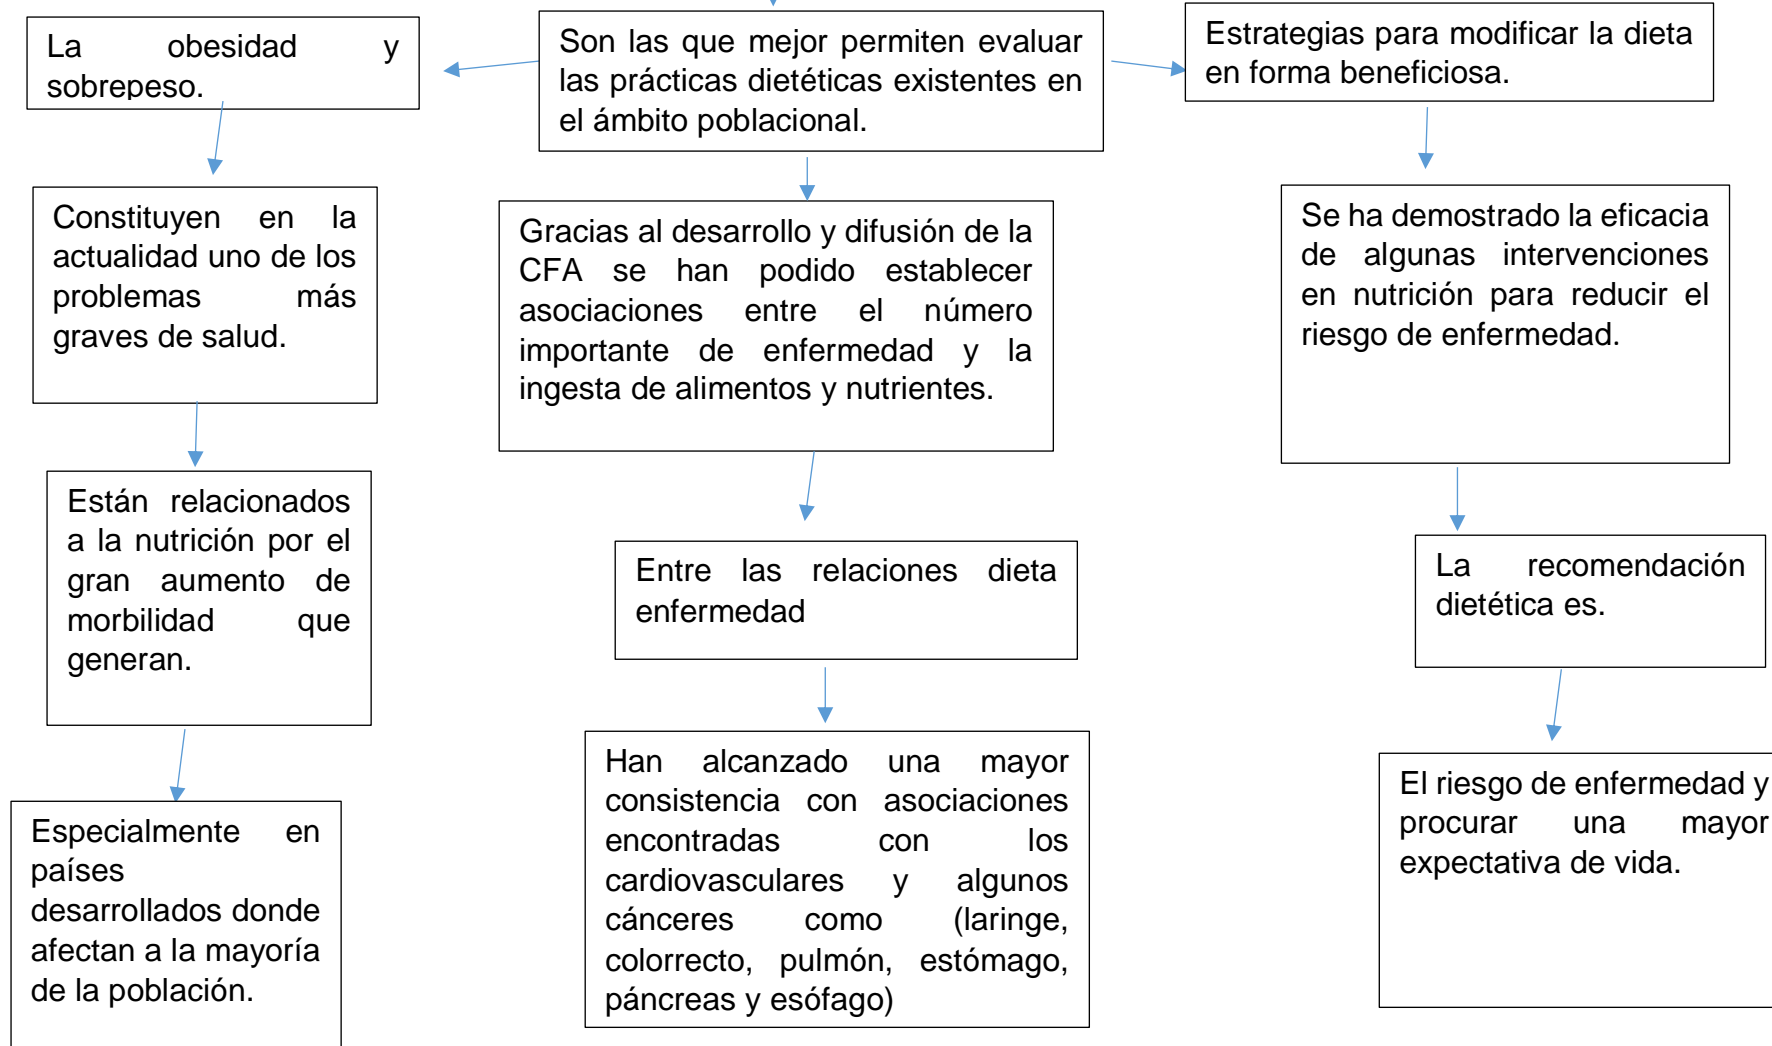 La obesidad y
sobrepeso.
Constituyen en la
actualidad uno de los
problemas más
graves de salud.
Están relacionados
a la nutrición por el
gran aumento de
morbilidad que
generan.
Especialmente en
países
desarrollados donde
afectan a la mayoría
de la población.
Son las que mejor permiten evaluar
las prácticas dietéticas existentes en
el ámbito poblacional.
Gracias al desarrollo y difusión de la
CFA se han podido establecer
asociaciones entre el número
importante de enfermedad y la
ingesta de alimentos y nutrientes.
Entre las relaciones dieta
enfermedad
Han alcanzado una mayor
consistencia con asociaciones
encontradas con los
cardiovasculares y algunos
cánceres como (laringe,
colorrecto, pulmón, estómago,
páncreas y esófago)
Estrategias para modificar la dieta
en forma beneficiosa.
Se ha demostrado la eficacia
de algunas intervenciones
en nutrición para reducir el
riesgo de enfermedad.
La recomendación
dietética es.
El riesgo de enfermedad y
procurar una mayor
expectativa de vida.